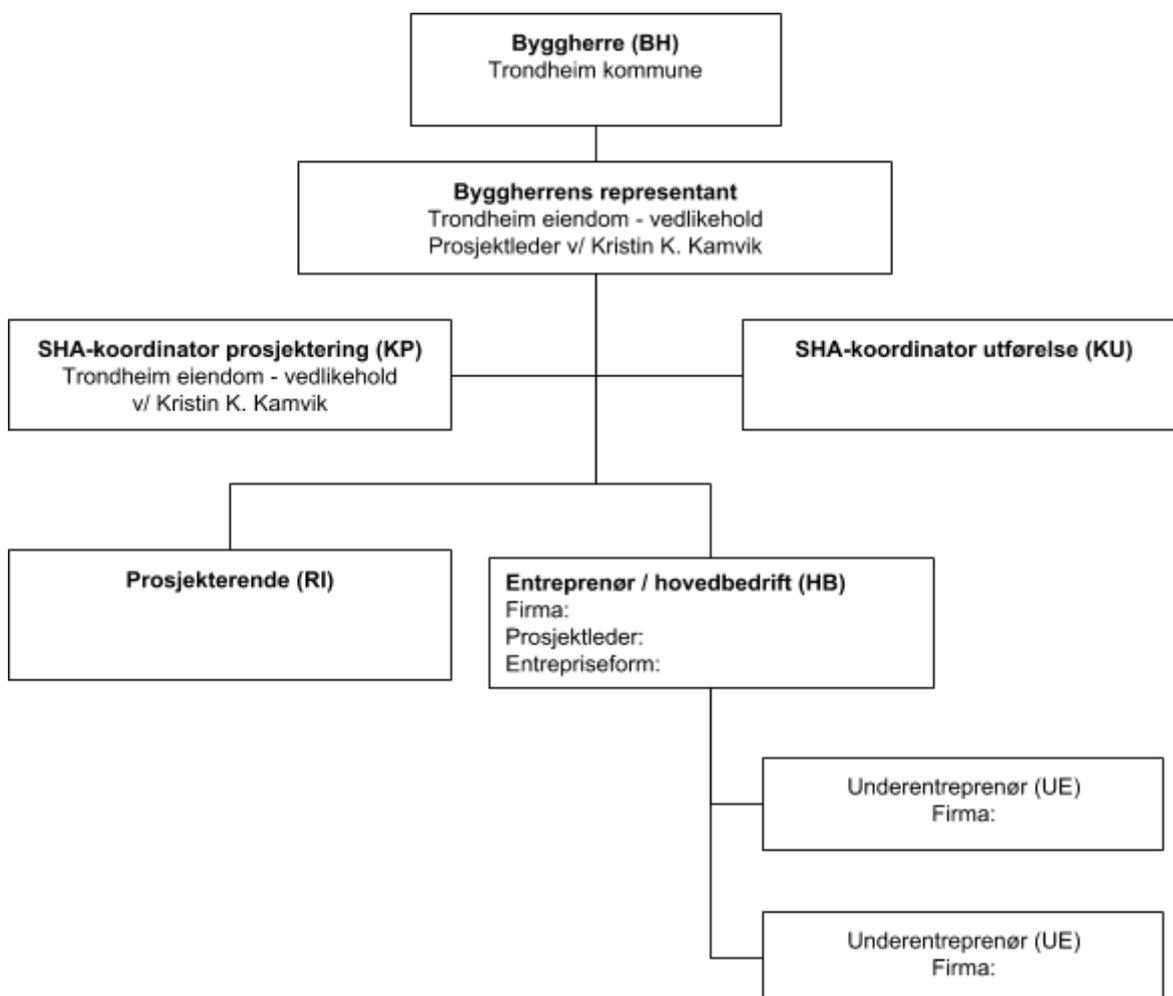 Byggherre (BH)
Trondheim kommune
Byggherrens representant
Trondheim eiendom - vedlikehold
Prosjektleder v/ Kristin K. Kamvik
SHA-koordinator prosjektering (KP)
Trondheim eiendom - vedlikehold
v/ Kristin K. Kamvik
SHA-koordinator utførelse (KU)
Prosjekterende (RI)
Entreprenør / hovedbedrift (HB)
Firma:
Prosjektleder:
Entrepriseform:
Underentreprenør (UE)
Firma:
Underentreprenør (UE)
Firma: